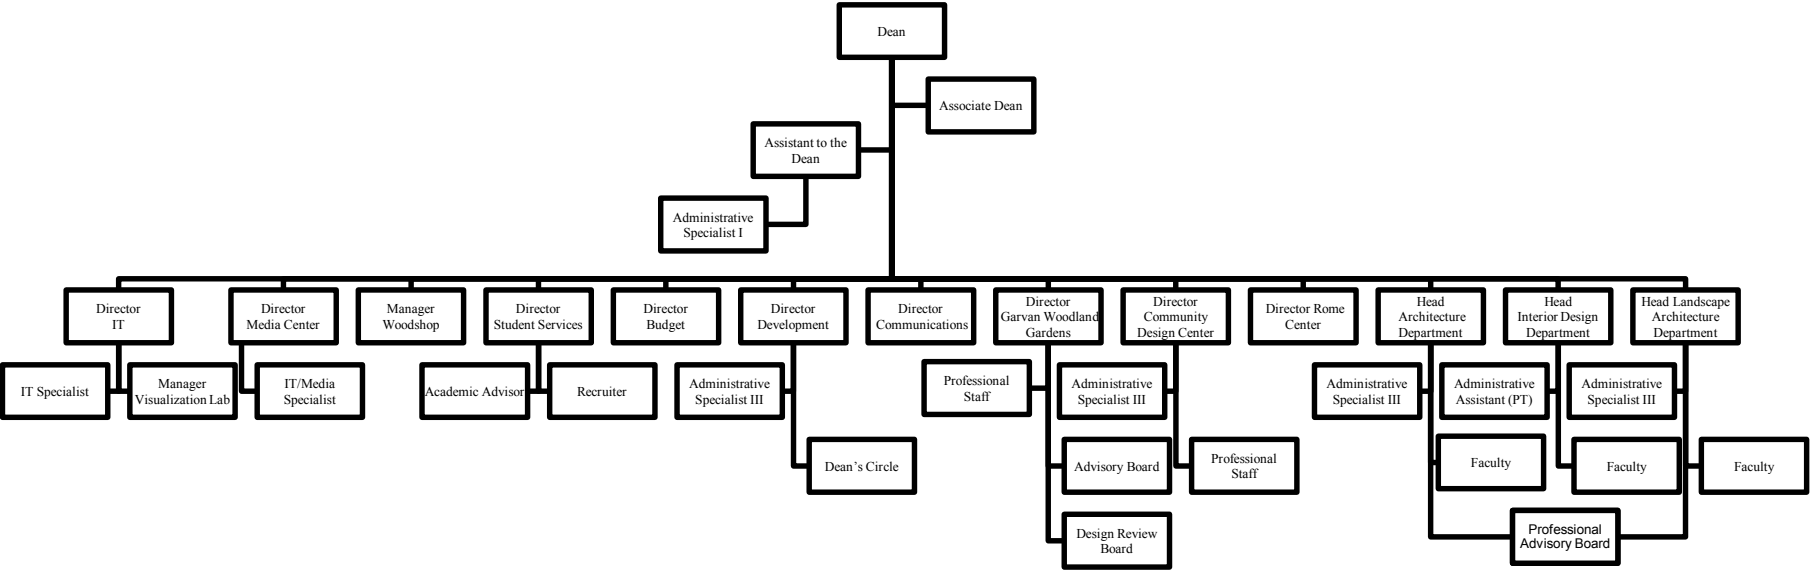 Dean
Associate Dean
Assistant to the
Dean
Administrative
Specialist I
Director
IT
Director
Media Center
Manager
Woodshop
Director
Student Services
Director
Budget
Director
Development
Director
Communications
Director
Garvan Woodland
Gardens
Director
Community
Design Center
Director Rome
Center
Head
Architecture
Department
Head
Interior Design
Department
Head Landscape
Architecture
Department
IT Specialist
Manager
Visualization Lab
IT/Media
Specialist
Academic Advisor
Recruiter
Administrative
Specialist III
Professional
Staff
Administrative
Specialist III
Administrative
Specialist III
Administrative
Assistant (PT)
Administrative
Specialist III
Dean’s Circle
Advisory Board
Professional
Staff
Faculty
Faculty
Faculty
Design Review
Board
Professional
Advisory Board